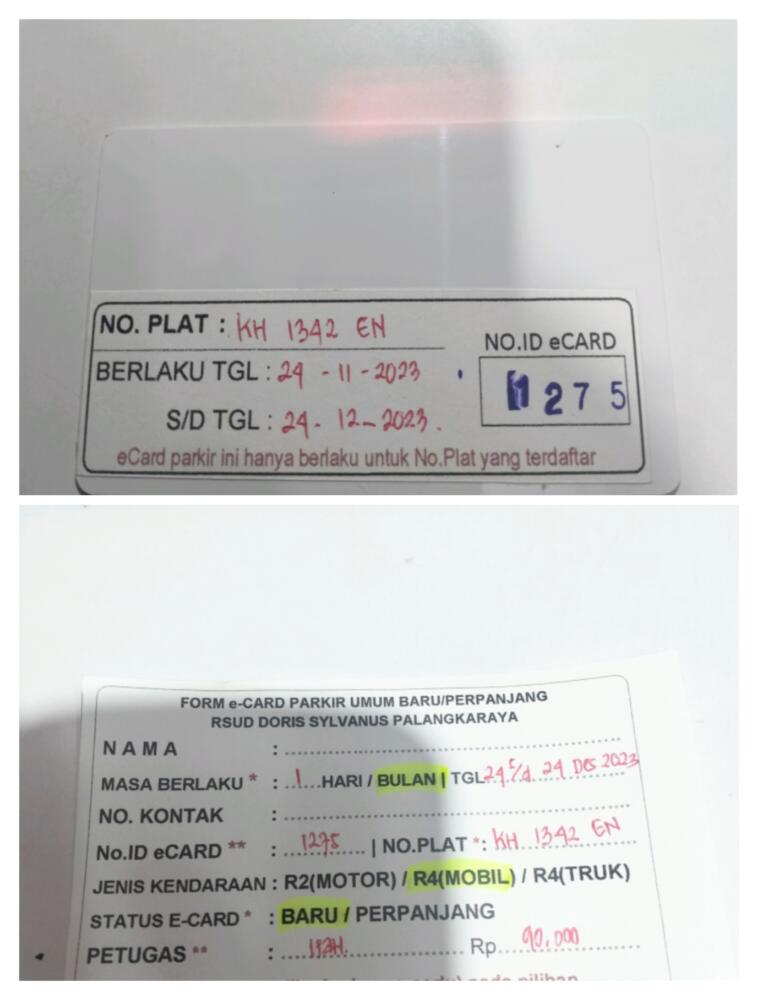 NO. PLAT : KH 1342 EN
NO.ID eCARD
BERLAKU TGL : 24 - 11 - 2023
1275
S/D TGL : 24 - 12 - 2023.
eCard parkir ini hanya berlaku untuk No.Plat yang terdaftar
FORM e-CARD PARKIR UMUM BARU/PERPANJANG
RSUD DORIS SYLVANUS PALANGKARAYA
NAMA :
MASA BERLAKU * : 1 HARI / BULAN | TGL 24 s/d 24 DES 2023
NO. KONTAK :
No.ID eCARD ** : 1275 | NO.PLAT *: KH 1342 EN
JENIS KENDARAAN : R2(MOTOR) / R4(MOBIL) / R4(TRUK)
STATUS E-CARD * : BARU / PERPANJANG
PETUGAS ** : Rp 90.000
pada pilihan